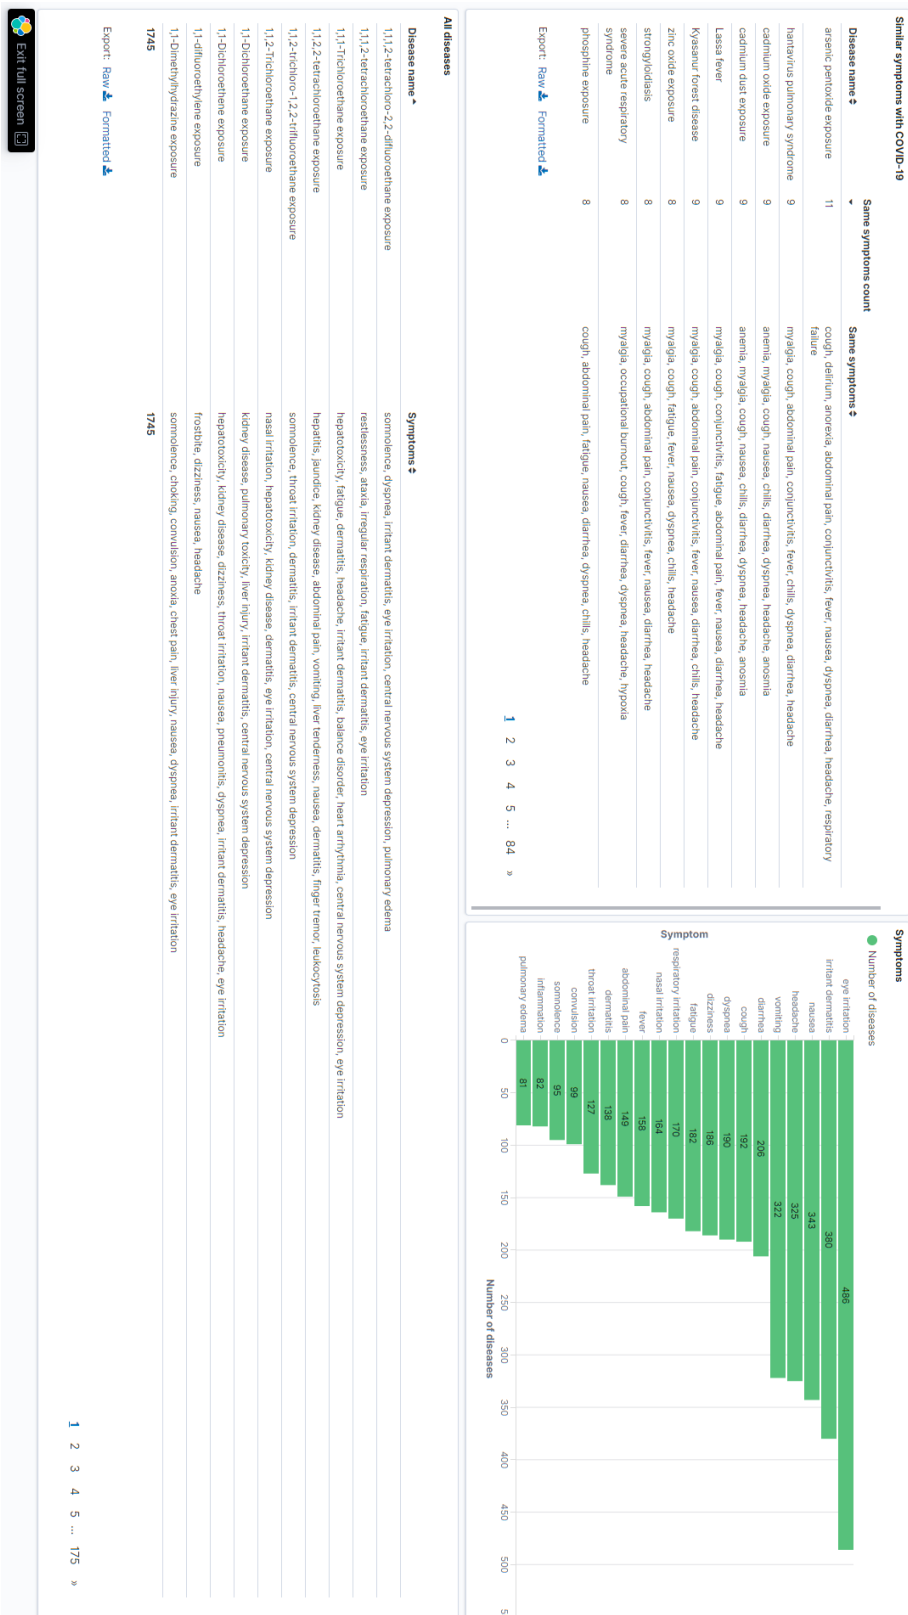 Similar symptoms with COVID-19
Disease name Same symptoms count Same symptoms
arsenic pentoxide exposure 11 cough, delirium, anorexia, abdominal pain, conjunctivitis, fever, nausea, dyspnea, diarrhea, headache, respiratory
failure
hantavirus pulmonary syndrome 9 myalgia, cough, abdominal pain, conjunctivitis, fever, chills, dyspnea, diarrhea, headache
cadmium oxide exposure 9 anemia, myalgia, cough, nausea, chills, diarrhea, dyspnea, headache, anosmia
cadmium dust exposure 9 anemia, myalgia, cough, nausea, chills, diarrhea, dyspnea, headache, anosmia
Lassa fever 9 myalgia, cough, conjunctivitis, fatigue, abdominal pain, fever, nausea, diarrhea, headache
Kyasanur forest disease 9 myalgia, cough, abdominal pain, conjunctivitis, fever, nausea, diarrhea, chills, headache
zinc oxide exposure 8 myalgia, cough, fatigue, fever, nausea, dyspnea, chills, headache
strongyloidiasis 8 myalgia, cough, abdominal pain, conjunctivitis, fever, nausea, diarrhea, headache
severe acute respiratory 8 myalgia, occupational burnout, cough, fever, diarrhea, dyspnea, headache, hypoxia
syndrome
phosphine exposure 8 cough, abdominal pain, fatigue, nausea, diarrhea, dyspnea, chills, headache
Export: Raw Formatted
1 2 3 4 5 ... 84 »
Symptoms
Number of diseases
Symptom
eye irritation 486
irritant dermatitis 380
nausea 343
headache 325
vomiting 322
diarrhea 206
cough 192
dyspnea 190
dizziness 186
fatigue 182
respiratory irritation 170
nasal irritation 164
fever 158
abdominal pain 149
dermatitis 138
throat irritation 127
convulsion 99
somnolence 95
inflammation 82
pulmonary edema 81
0 50 100 150 200 250 300 350 400 450 500 5
Number of diseases
All diseases
Disease name Symptoms
1,1,1,2-tetrachloro-2,2-difluoroethane exposure somnolence, dyspnea, irritant dermatitis, eye irritation, central nervous system depression, pulmonary edema
1,1,1,2-tetrachloroethane exposure restlessness, ataxia, irregular respiration, fatigue, irritant dermatitis, eye irritation
1,1,1-Trichloroethane exposure hepatotoxicity, fatigue, dermatitis, headache, irritant dermatitis, balance disorder, heart arrhythmia, central nervous system depression, eye irritation
1,1,2,2-tetrachloroethane exposure hepatitis, jaundice, kidney disease, abdominal pain, vomiting, liver tenderness, nausea, dermatitis, finger tremor, leukocytosis
1,1,2-trichloro-1,2,2-trifluoroethane exposure somnolence, throat irritation, dermatitis, irritant dermatitis, central nervous system depression
1,1,2-Trichloroethane exposure nasal irritation, hepatotoxicity, kidney disease, dermatitis, eye irritation, central nervous system depression
1,1-Dichloroethane exposure kidney disease, pulmonary toxicity, liver injury, irritant dermatitis, central nervous system depression
1,1-Dichloroethene exposure hepatotoxicity, kidney disease, dizziness, throat irritation, nausea, pneumonitis, dyspnea, irritant dermatitis, headache, eye irritation
1,1-difluoroethylene exposure frostbite, dizziness, nausea, headache
1,1-Dimethylhydrazine exposure somnolence, choking, convulsion, anoxia, chest pain, liver injury, nausea, dyspnea, irritant dermatitis, eye irritation
1745 1745
Export: Raw Formatted
1 2 3 4 5 ... 175 »
Exit full screen